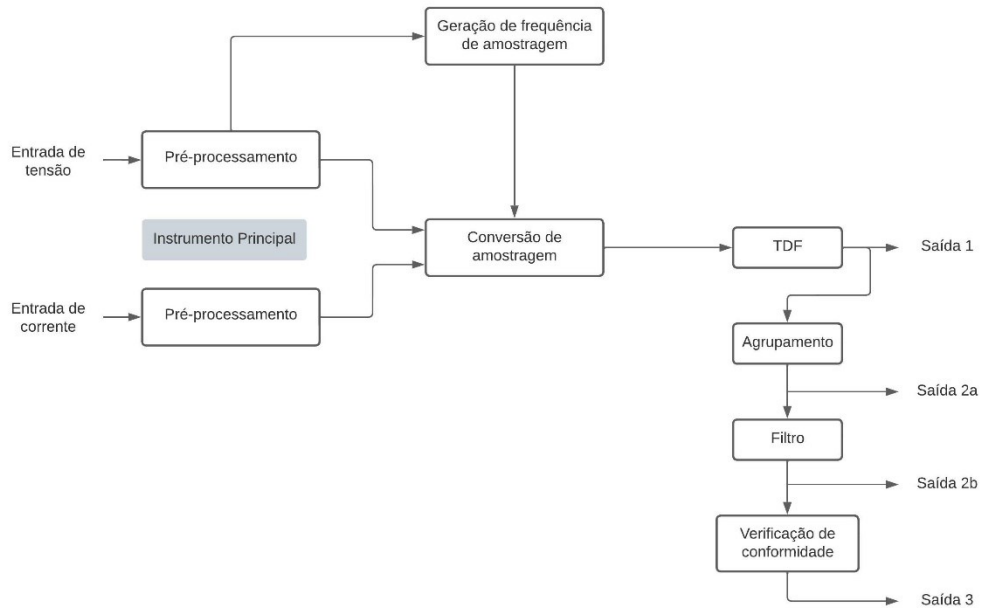 Geração de frequência
de amostragem
Entrada de
tensão
Pré-processamento
Instrumento Principal
Conversão de
amostragem
TDF
Saída 1
Entrada de
corrente
Pré-processamento
Agrupamento
Saída 2a
Filtro
Saída 2b
Verificação de
conformidade
Saída 3